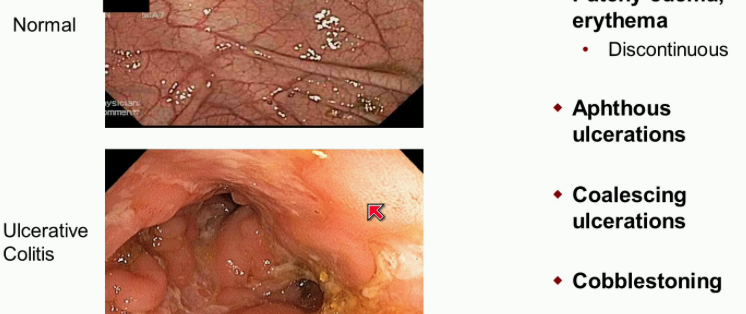 Normal
erythema
• Discontinuous
Aphthous
ulcerations
Ulcerative
Colitis
Coalescing
ulcerations
Cobblestoning